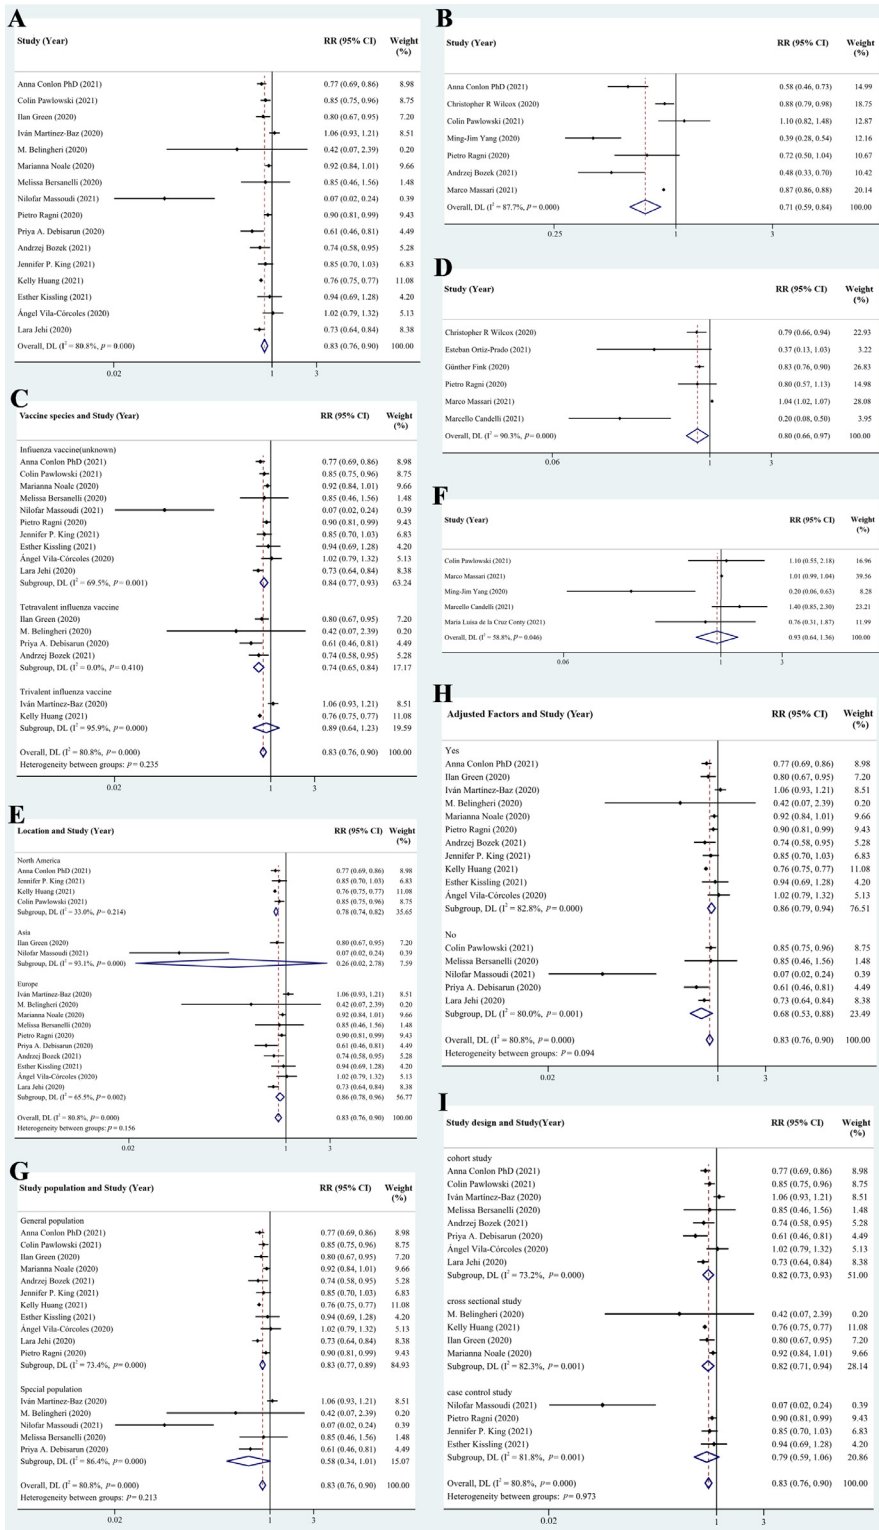 A
Study (Year) RR (95% CI) Weight (%)
Anna Conlon PhD (2021) 0.77 (0.69, 0.86) 8.98
Colin Pawlowski (2021) 0.85 (0.75, 0.96) 8.75
Ilan Green (2020) 0.80 (0.67, 0.95) 7.20
Iván Martínez-Baz (2020) 1.06 (0.93, 1.21) 8.51
M. Belingheri (2020) 0.42 (0.07, 2.39) 0.20
Marianna Noale (2020) 0.92 (0.84, 1.01) 9.66
Melissa Bersanelli (2020) 0.85 (0.46, 1.56) 1.48
Nilofar Massoudi (2021) 0.07 (0.02, 0.24) 0.39
Pietro Ragni (2020) 0.90 (0.81, 0.99) 9.43
Priya A. Debisarun (2020) 0.61 (0.46, 0.81) 4.49
Andrzej Bozek (2021) 0.74 (0.58, 0.95) 5.28
Jennifer P. King (2021) 0.85 (0.70, 1.03) 6.83
Kelly Huang (2021) 0.76 (0.75, 0.77) 11.08
Esther Kissling (2021) 0.94 (0.69, 1.28) 4.20
Ángel Vila-Córcoles (2020) 1.02 (0.79, 1.32) 5.13
Lara Jehi (2020) 0.73 (0.64, 0.84) 8.38
Overall, DL (I² = 80.8%, p = 0.000) 0.83 (0.76, 0.90) 100.00
0.02 1 3
B
Study (Year) RR (95% CI) Weight (%)
Anna Conlon PhD (2021) 0.58 (0.46, 0.73) 14.99
Christopher R Wilcox (2020) 0.88 (0.79, 0.98) 18.75
Colin Pawlowski (2021) 1.10 (0.82, 1.48) 12.87
Ming-Jim Yang (2020) 0.39 (0.28, 0.54) 12.16
Pietro Ragni (2020) 0.72 (0.50, 1.04) 10.67
Andrzej Bozek (2021) 0.48 (0.33, 0.70) 10.42
Marco Massari (2021) 0.87 (0.86, 0.88) 20.14
Overall, DL (I² = 87.7%, p = 0.000) 0.71 (0.59, 0.84) 100.00
0.25 1 3
C
Vaccine species and Study (Year) RR (95% CI) Weight (%)
Influenza vaccine(unknown)
Anna Conlon PhD (2021) 0.77 (0.69, 0.86) 8.98
Colin Pawlowski (2021) 0.85 (0.75, 0.96) 8.75
Marianna Noale (2020) 0.92 (0.84, 1.01) 9.66
Melissa Bersanelli (2020) 0.85 (0.46, 1.56) 1.48
Nilofar Massoudi (2021) 0.07 (0.02, 0.24) 0.39
Pietro Ragni (2020) 0.90 (0.81, 0.99) 9.43
Jennifer P. King (2021) 0.85 (0.70, 1.03) 6.83
Esther Kissling (2021) 0.94 (0.69, 1.28) 4.20
Ángel Vila-Córcoles (2020) 1.02 (0.79, 1.32) 5.13
Lara Jehi (2020) 0.73 (0.64, 0.84) 8.38
Subgroup, DL (I² = 69.5%, p = 0.001) 0.84 (0.77, 0.93) 63.24
Tetravalent influenza vaccine
Ilan Green (2020) 0.80 (0.67, 0.95) 7.20
M. Belingheri (2020) 0.42 (0.07, 2.39) 0.20
Priya A. Debisarun (2020) 0.61 (0.46, 0.81) 4.49
Andrzej Bozek (2021) 0.74 (0.58, 0.95) 5.28
Subgroup, DL (I² = 0.0%, p = 0.410) 0.74 (0.65, 0.84) 17.17
Trivalent influenza vaccine
Iván Martínez-Baz (2020) 1.06 (0.93, 1.21) 8.51
Kelly Huang (2021) 0.76 (0.75, 0.77) 11.08
Subgroup, DL (I² = 95.9%, p = 0.000) 0.89 (0.64, 1.23) 19.59
Overall, DL (I² = 80.8%, p = 0.000) 0.83 (0.76, 0.90) 100.00
Heterogeneity between groups: p = 0.235
0.02 1 3
D
Study (Year) RR (95% CI) Weight (%)
Christopher R Wilcox (2020) 0.79 (0.66, 0.94) 22.93
Esteban Ortiz-Prado (2021) 0.37 (0.13, 1.03) 3.22
Günther Fink (2020) 0.83 (0.76, 0.90) 26.83
Pietro Ragni (2020) 0.80 (0.57, 1.13) 14.98
Marco Massari (2021) 1.04 (1.02, 1.07) 28.08
Marcello Candelli (2021) 0.20 (0.08, 0.50) 3.95
Overall, DL (I² = 90.3%, p = 0.000) 0.80 (0.66, 0.97) 100.00
0.06 1 3
E
Location and Study (Year) RR (95% CI) Weight (%)
North America
Anna Conlon PhD (2021) 0.77 (0.69, 0.86) 8.98
Jennifer P. King (2021) 0.85 (0.70, 1.03) 6.83
Kelly Huang (2021) 0.76 (0.75, 0.77) 11.08
Colin Pawlowski (2021) 0.85 (0.75, 0.96) 8.75
Subgroup, DL (I² = 33.0%, p = 0.214) 0.78 (0.74, 0.82) 35.65
Asia
Ilan Green (2020) 0.80 (0.67, 0.95) 7.20
Nilofar Massoudi (2021) 0.07 (0.02, 0.24) 0.39
Subgroup, DL (I² = 93.1%, p = 0.000) 0.26 (0.02, 2.78) 7.59
Europe
Iván Martínez-Baz (2020) 1.06 (0.93, 1.21) 8.51
M. Belingheri (2020) 0.42 (0.07, 2.39) 0.20
Marianna Noale (2020) 0.92 (0.84, 1.01) 9.66
Melissa Bersanelli (2020) 0.85 (0.46, 1.56) 1.48
Pietro Ragni (2020) 0.90 (0.81, 0.99) 9.43
Priya A. Debisarun (2020) 0.61 (0.46, 0.81) 4.49
Andrzej Bozek (2021) 0.74 (0.58, 0.95) 5.28
Esther Kissling (2021) 0.94 (0.69, 1.28) 4.20
Ángel Vila-Córcoles (2020) 1.02 (0.79, 1.32) 5.13
Lara Jehi (2020) 0.73 (0.64, 0.84) 8.38
Subgroup, DL (I² = 65.5%, p = 0.002) 0.86 (0.78, 0.96) 56.77
Overall, DL (I² = 80.8%, p = 0.000) 0.83 (0.76, 0.90) 100.00
Heterogeneity between groups: p = 0.156
0.02 1 3
F
Study (Year) RR (95% CI) Weight (%)
Colin Pawlowski (2021) 1.10 (0.55, 2.18) 16.96
Marco Massari (2021) 1.01 (0.99, 1.04) 39.56
Ming-Jim Yang (2020) 0.20 (0.06, 0.63) 8.28
Marcello Candelli (2021) 1.40 (0.85, 2.30) 23.21
Maria Luisa de la Cruz Conty (2021) 0.76 (0.31, 1.87) 11.99
Overall, DL (I² = 58.8%, p = 0.046) 0.93 (0.64, 1.36) 100.00
0.06 1 3
G
Study population and Study (Year) RR (95% CI) Weight (%)
General population
Anna Conlon PhD (2021) 0.77 (0.69, 0.86) 8.98
Colin Pawlowski (2021) 0.85 (0.75, 0.96) 8.75
Ilan Green (2020) 0.80 (0.67, 0.95) 7.20
Marianna Noale (2020) 0.92 (0.84, 1.01) 9.66
Andrzej Bozek (2021) 0.74 (0.58, 0.95) 5.28
Jennifer P. King (2021) 0.85 (0.70, 1.03) 6.83
Kelly Huang (2021) 0.76 (0.75, 0.77) 11.08
Esther Kissling (2021) 0.94 (0.69, 1.28) 4.20
Ángel Vila-Córcoles (2020) 1.02 (0.79, 1.32) 5.13
Lara Jehi (2020) 0.73 (0.64, 0.84) 8.38
Pietro Ragni (2020) 0.90 (0.81, 0.99) 9.43
Subgroup, DL (I² = 73.4%, p = 0.000) 0.83 (0.77, 0.89) 84.93
Special population
Iván Martínez-Baz (2020) 1.06 (0.93, 1.21) 8.51
M. Belingheri (2020) 0.42 (0.07, 2.39) 0.20
Nilofar Massoudi (2021) 0.07 (0.02, 0.24) 0.39
Melissa Bersanelli (2020) 0.85 (0.46, 1.56) 1.48
Priya A. Debisarun (2020) 0.61 (0.46, 0.81) 4.49
Subgroup, DL (I² = 86.4%, p = 0.000) 0.58 (0.34, 1.01) 15.07
Overall, DL (I² = 80.8%, p = 0.000) 0.83 (0.76, 0.90) 100.00
Heterogeneity between groups: p = 0.213
0.02 1 3
H
Adjusted Factors and Study (Year) RR (95% CI) Weight (%)
Yes
Anna Conlon PhD (2021) 0.77 (0.69, 0.86) 8.98
Ilan Green (2020) 0.80 (0.67, 0.95) 7.20
Iván Martínez-Baz (2020) 1.06 (0.93, 1.21) 8.51
M. Belingheri (2020) 0.42 (0.07, 2.39) 0.20
Marianna Noale (2020) 0.92 (0.84, 1.01) 9.66
Pietro Ragni (2020) 0.90 (0.81, 0.99) 9.43
Andrzej Bozek (2021) 0.74 (0.58, 0.95) 5.28
Jennifer P. King (2021) 0.85 (0.70, 1.03) 6.83
Kelly Huang (2021) 0.76 (0.75, 0.77) 11.08
Esther Kissling (2021) 0.94 (0.69, 1.28) 4.20
Ángel Vila-Córcoles (2020) 1.02 (0.79, 1.32) 5.13
Subgroup, DL (I² = 82.8%, p = 0.000) 0.86 (0.79, 0.94) 76.51
No
Colin Pawlowski (2021) 0.85 (0.75, 0.96) 8.75
Melissa Bersanelli (2020) 0.85 (0.46, 1.56) 1.48
Nilofar Massoudi (2021) 0.07 (0.02, 0.24) 0.39
Priya A. Debisarun (2020) 0.61 (0.46, 0.81) 4.49
Lara Jehi (2020) 0.73 (0.64, 0.84) 8.38
Subgroup, DL (I² = 80.0%, p = 0.001) 0.68 (0.53, 0.88) 23.49
Overall, DL (I² = 80.8%, p = 0.000) 0.83 (0.76, 0.90) 100.00
Heterogeneity between groups: p = 0.094
0.02 1 3
I
Study design and Study(Year) RR (95% CI) Weight (%)
cohort study
Anna Conlon PhD (2021) 0.77 (0.69, 0.86) 8.98
Colin Pawlowski (2021) 0.85 (0.75, 0.96) 8.75
Iván Martínez-Baz (2020) 1.06 (0.93, 1.21) 8.51
Melissa Bersanelli (2020) 0.85 (0.46, 1.56) 1.48
Andrzej Bozek (2021) 0.74 (0.58, 0.95) 5.28
Priya A. Debisarun (2020) 0.61 (0.46, 0.81) 4.49
Ángel Vila-Córcoles (2020) 1.02 (0.79, 1.32) 5.13
Lara Jehi (2020) 0.73 (0.64, 0.84) 8.38
Subgroup, DL (I² = 73.2%, p = 0.000) 0.82 (0.73, 0.93) 51.00
cross sectional study
M. Belingheri (2020) 0.42 (0.07, 2.39) 0.20
Kelly Huang (2021) 0.76 (0.75, 0.77) 11.08
Ilan Green (2020) 0.80 (0.67, 0.95) 7.20
Marianna Noale (2020) 0.92 (0.84, 1.01) 9.66
Subgroup, DL (I² = 82.3%, p = 0.001) 0.82 (0.71, 0.94) 28.14
case control study
Nilofar Massoudi (2021) 0.07 (0.02, 0.24) 0.39
Pietro Ragni (2020) 0.90 (0.81, 0.99) 9.43
Jennifer P. King (2021) 0.85 (0.70, 1.03) 6.83
Esther Kissling (2021) 0.94 (0.69, 1.28) 4.20
Subgroup, DL (I² = 81.8%, p = 0.001) 0.79 (0.59, 1.06) 20.86
Overall, DL (I² = 80.8%, p = 0.000) 0.83 (0.76, 0.90) 100.00
Heterogeneity between groups: p = 0.973
0.02 1 3